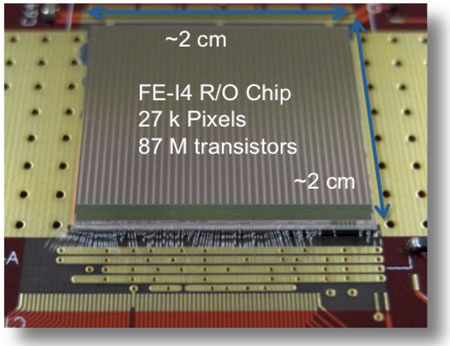 ~2 cm
FE-I4 R/O Chip
27 k Pixels
87 M transistors
~2 cm
-A